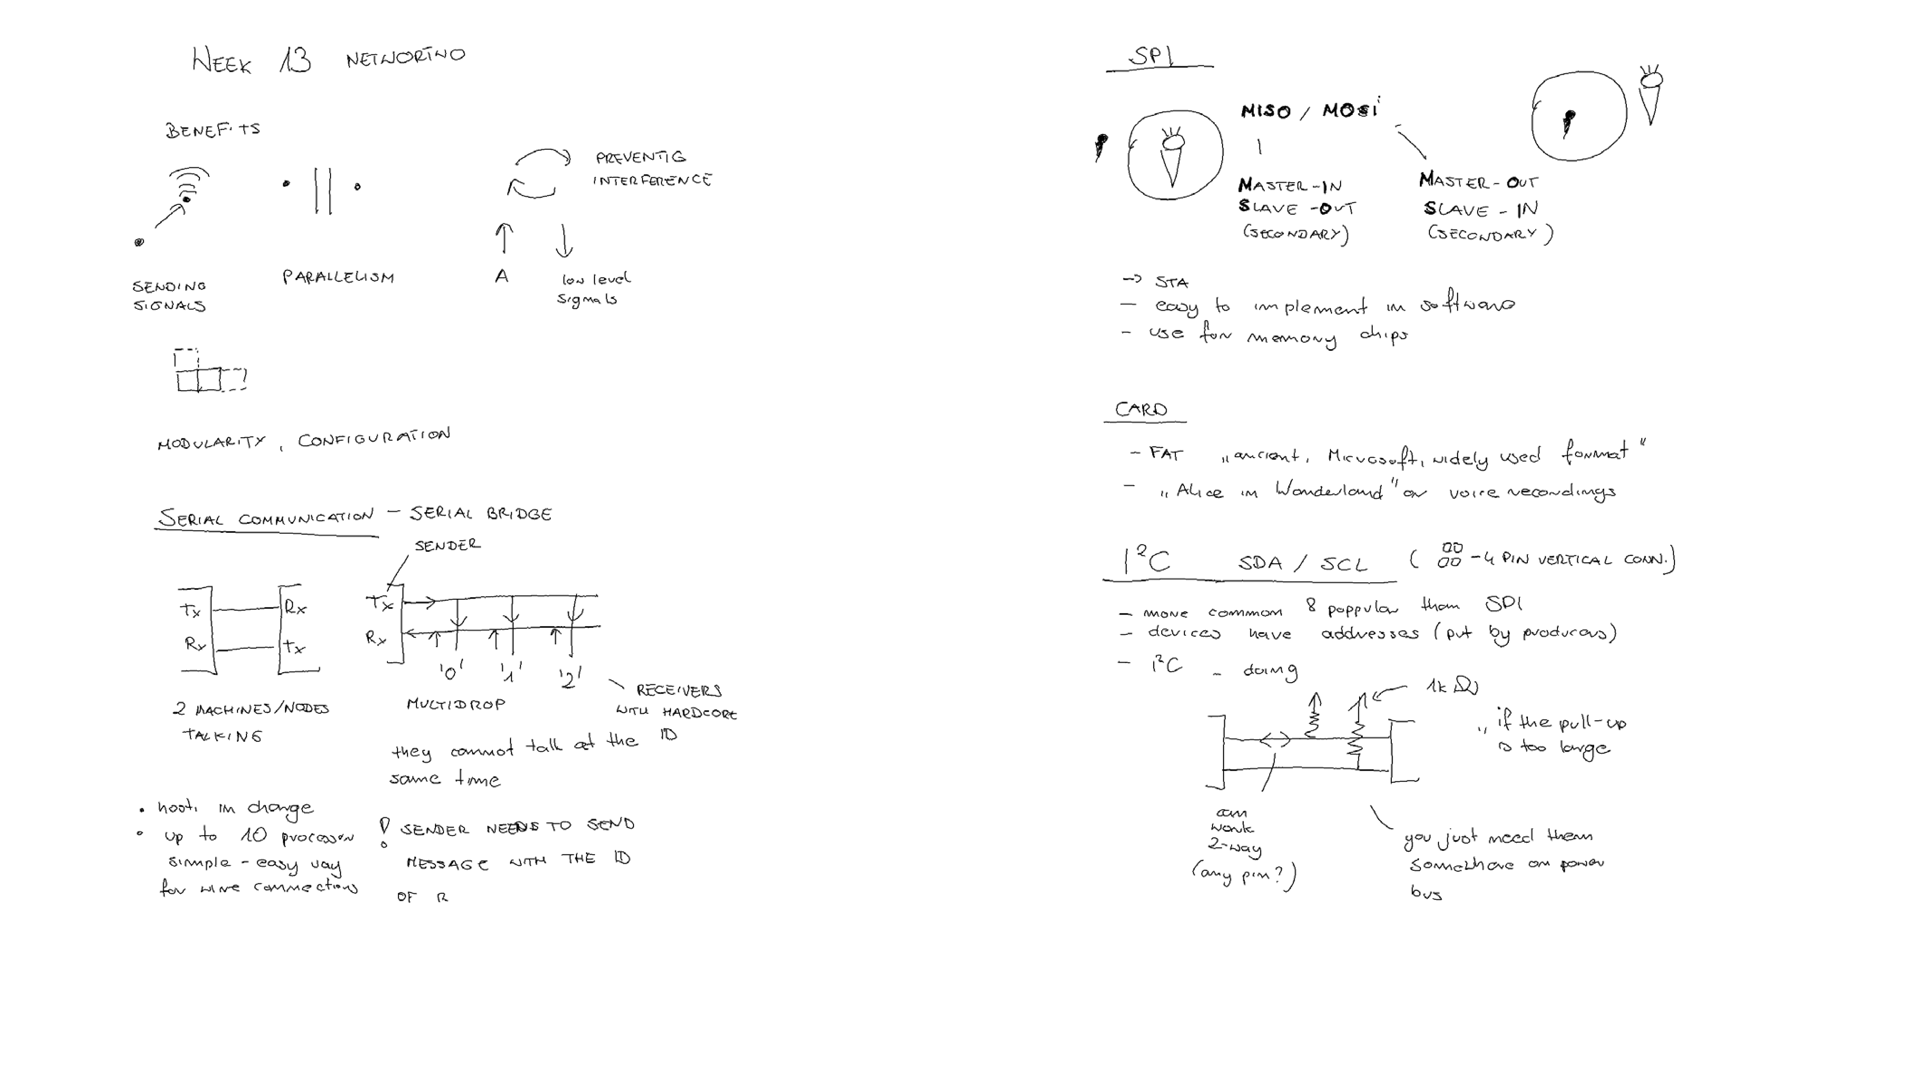 WEEK 13 NETWORING
BENEFITS
SENDING
SIGNALS
PARALLELISM
PREVENTIG
INTERFERENCE
A
low level
signals
MODULARITY, CONFIGURATION
SERIAL COMMUNICATION - SERIAL BRIDGE
SENDER
Tx Rx
Rx Tx
2 MACHINES/NODES
TALKING
Tx
Rx
'0' '1' '2'
MULTIDROP
RECEIVERS
WITH HARDCORE
ID
they cannot talk at the
same time
• host, in charge
• up to 10 processor
simple - easy way
for wire connections
! SENDER NEEDS TO SEND
MESSAGE WITH THE ID
OF R
SPI
MISO / MOSI
MASTER-IN
SLAVE-OUT
(SECONDARY)
MASTER-OUT
SLAVE-IN
(SECONDARY)
-> STA
- easy to implement in software
- use for memory chips
CARD
- FAT „ancient, Microsoft, widely used format"
- „Alice in Wonderland" or voice recordings
I²C SDA / SCL ( -4 PIN VERTICAL CONN.)
- more common & poppular than SPI
- devices have addresses (put by producers)
- I²C - doing
1k Ω
„ if the pull-up
is too large
can
work
2-way
(any pin?)
you just need them
somewhere on power
bus